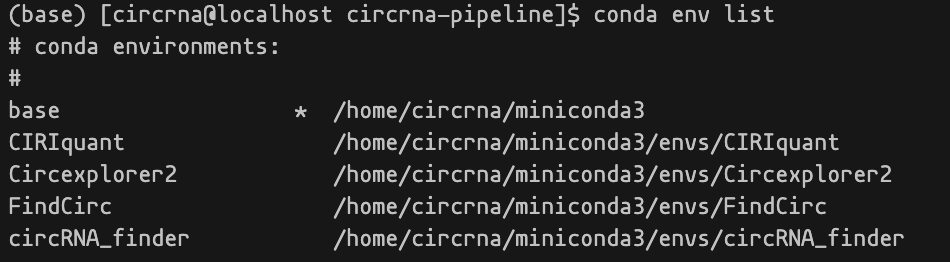 (base) [circrna@localhost circrna-pipeline]$ conda env list
# conda environments:
#
base                  *  /home/circrna/miniconda3
CIRIquant                /home/circrna/miniconda3/envs/CIRIquant
Circexplorer2            /home/circrna/miniconda3/envs/Circexplorer2
FindCirc                 /home/circrna/miniconda3/envs/FindCirc
circRNA_finder           /home/circrna/miniconda3/envs/circRNA_finder